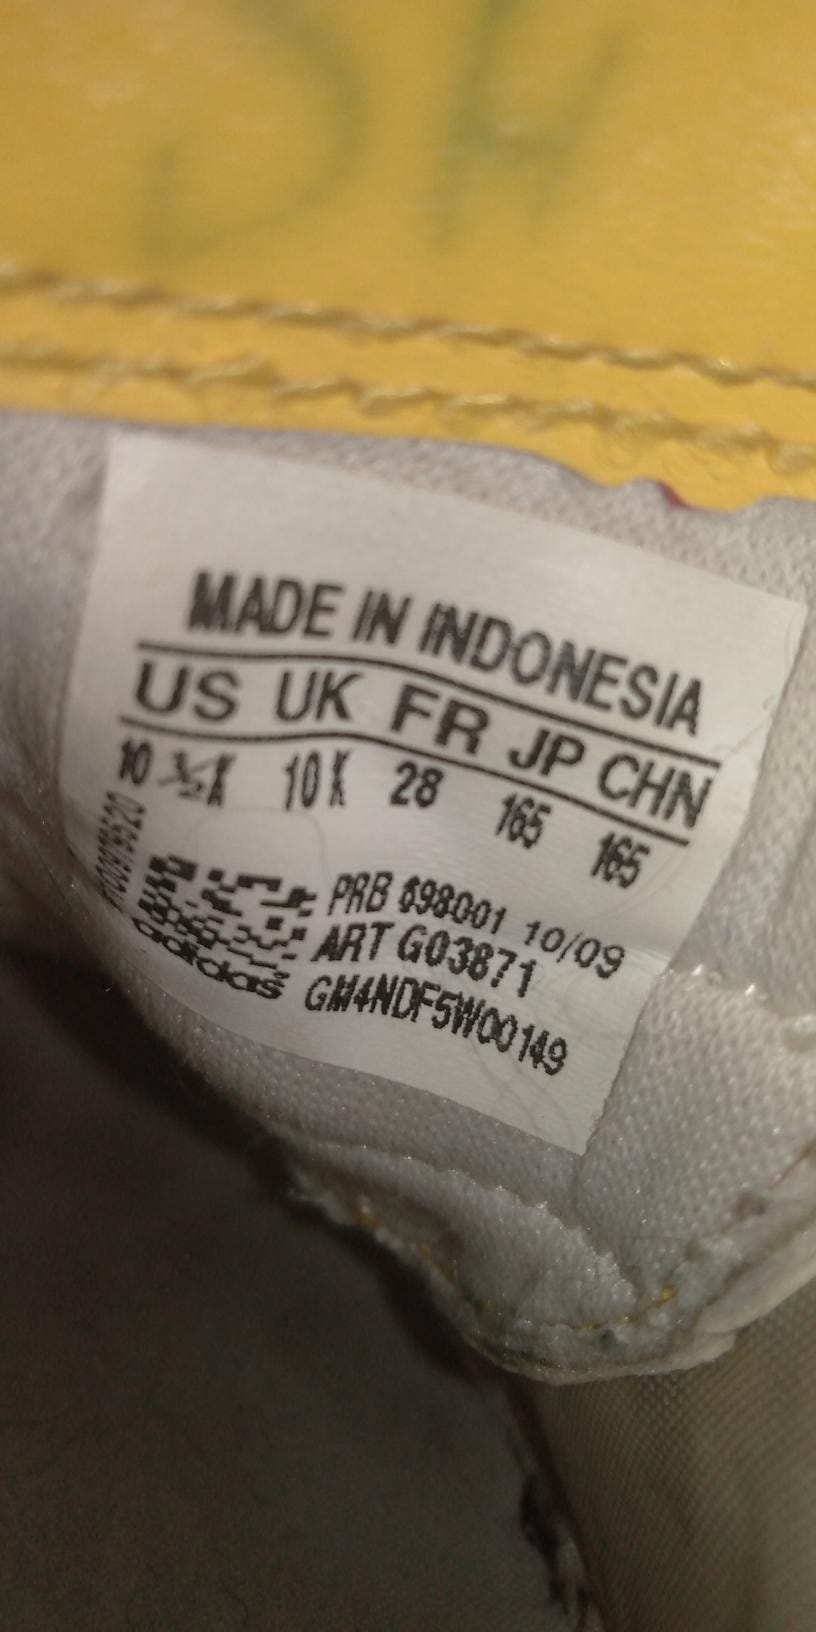 SH
MADE IN INDONESIA
US UK FR JP CHN
10 ½K 10K 28 165 165
PRB 698001 10/09
ART G03871
GM4NDF5W00149
adidas